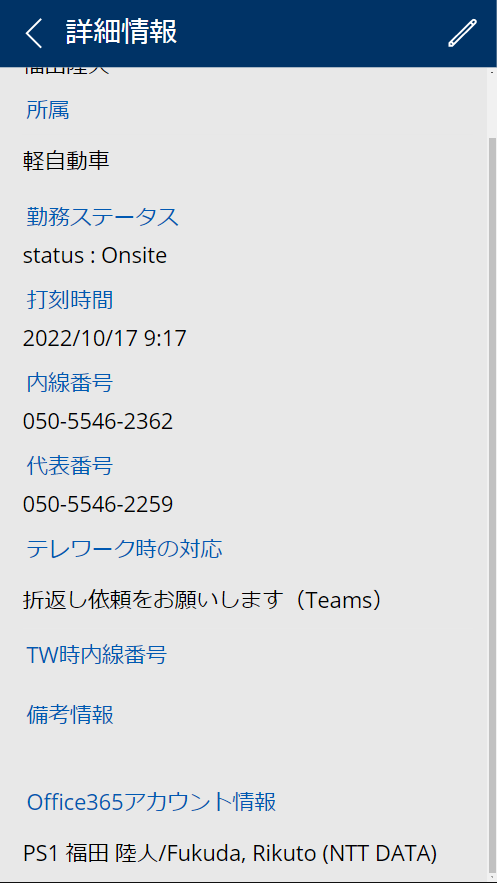 詳細情報
福田陸人
所属
軽自動車
勤務ステータス
status : Onsite
打刻時間
2022/10/17 9:17
内線番号
050-5546-2362
代表番号
050-5546-2259
テレワーク時の対応
折返し依頼をお願いします（Teams）
TW時内線番号
備考情報
Office365アカウント情報
PS1 福田 陸人/Fukuda, Rikuto (NTT DATA)